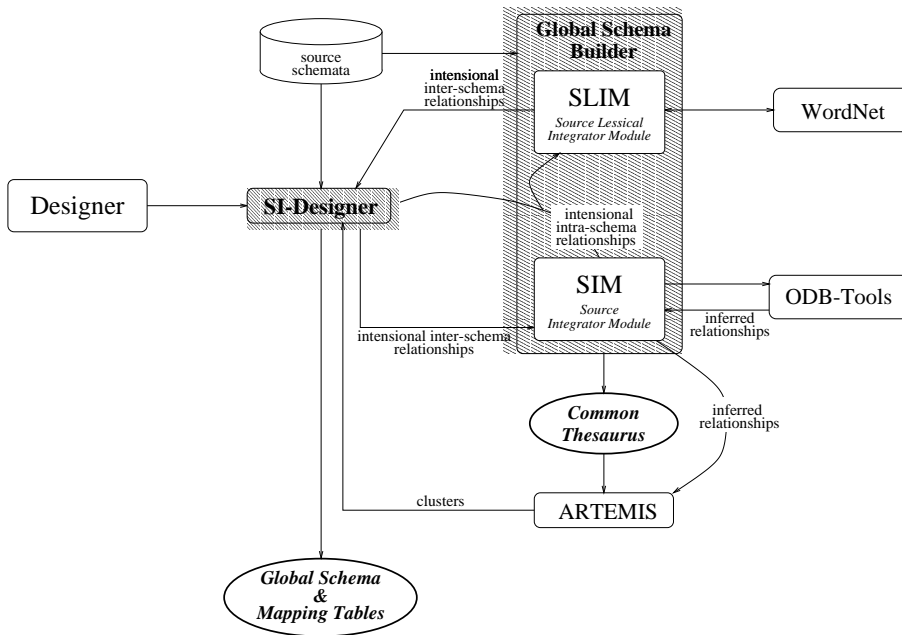 Global Schema
Builder
source
schemata
intensional
inter-schema
relationships
SLIM
Source Lessical
Integrator Module
WordNet
Designer
SI-Designer
intensional
intra-schema
relationships
SIM
Source
Integrator Module
ODB-Tools
inferred
relationships
intensional inter-schema
relationships
Common
Thesaurus
inferred
relationships
clusters
ARTEMIS
Global Schema
&
Mapping Tables